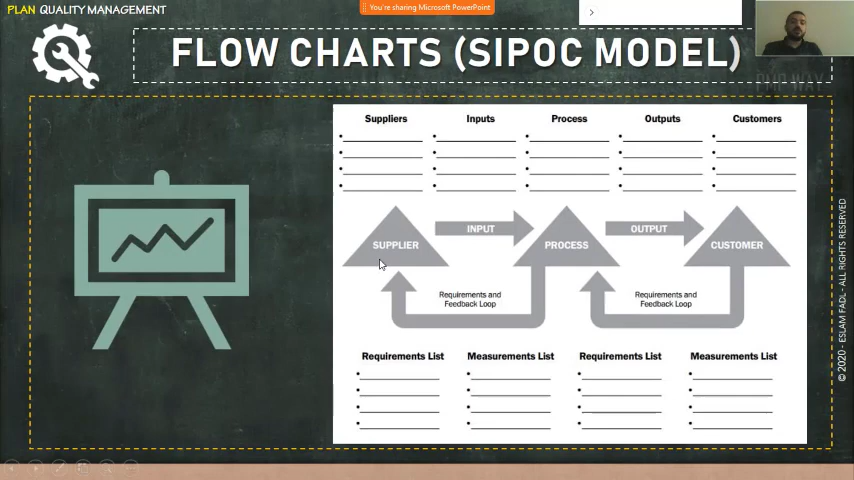 PLAN QUALITY MANAGEMENT
You're sharing Microsoft PowerPoint
FLOW CHARTS (SIPOC MODEL)
PMP WAY
Suppliers Inputs Process Outputs Customers
SUPPLIER INPUT PROCESS OUTPUT CUSTOMER
Requirements and Requirements and
Feedback Loop Feedback Loop
Requirements List Measurements List Requirements List Measurements List
© 2020 - ESLAM FADL - ALL RIGHTS RESERVED